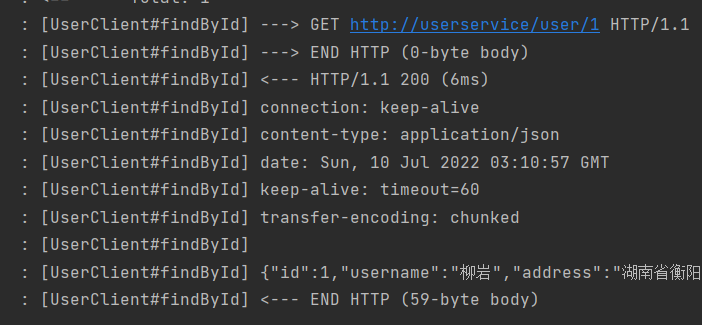 : [UserClient#findById] ---> GET http://userservice/user/1 HTTP/1.1
: [UserClient#findById] ---> END HTTP (0-byte body)
: [UserClient#findById] <--- HTTP/1.1 200 (6ms)
: [UserClient#findById] connection: keep-alive
: [UserClient#findById] content-type: application/json
: [UserClient#findById] date: Sun, 10 Jul 2022 03:10:57 GMT
: [UserClient#findById] keep-alive: timeout=60
: [UserClient#findById] transfer-encoding: chunked
: [UserClient#findById]
: [UserClient#findById] {"id":1,"username":"柳岩","address":"湖南省衡阳
: [UserClient#findById] <--- END HTTP (59-byte body)